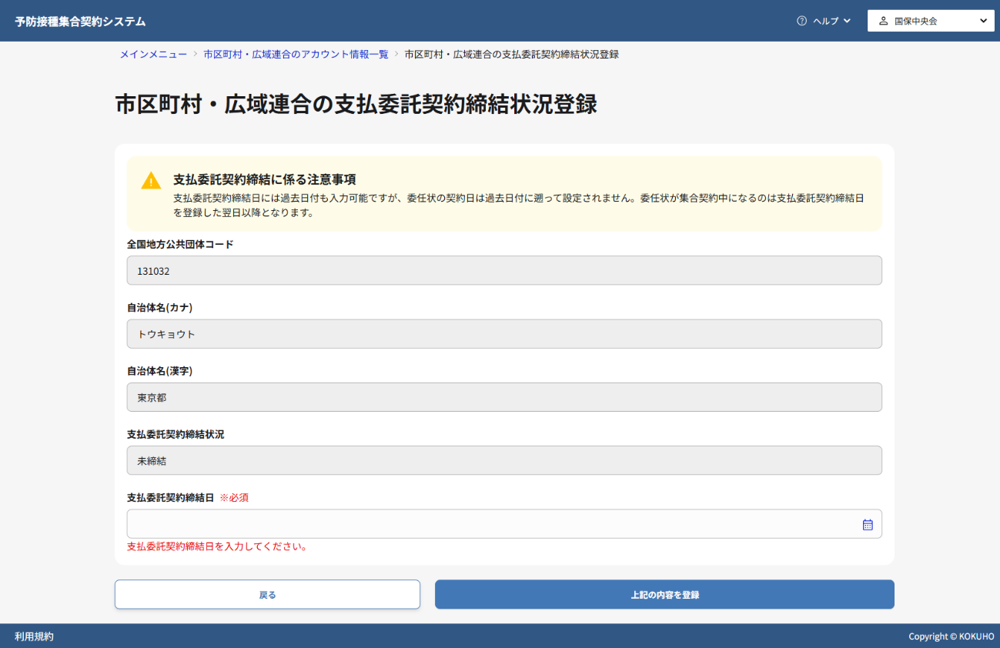 予防接種集合契約システム
ヘルプ
国保中央会
メインメニュー > 市区町村・広域連合のアカウント情報一覧 > 市区町村・広域連合の支払委託契約締結状況登録
市区町村・広域連合の支払委託契約締結状況登録
支払委託契約締結に係る注意事項
支払委託契約締結日には過去日付も入力可能ですが、委任状の契約日は過去日付に遡って設定されません。委任状が集合契約中になるのは支払委託契約締結日
を登録した翌日以降となります。
全国地方公共団体コード
131032
自治体名(カナ)
トウキョウト
自治体名(漢字)
東京都
支払委託契約締結状況
未締結
支払委託契約締結日 ※必須
支払委託契約締結日を入力してください。
戻る
上記の内容を登録
利用規約
Copyright © KOKUHO